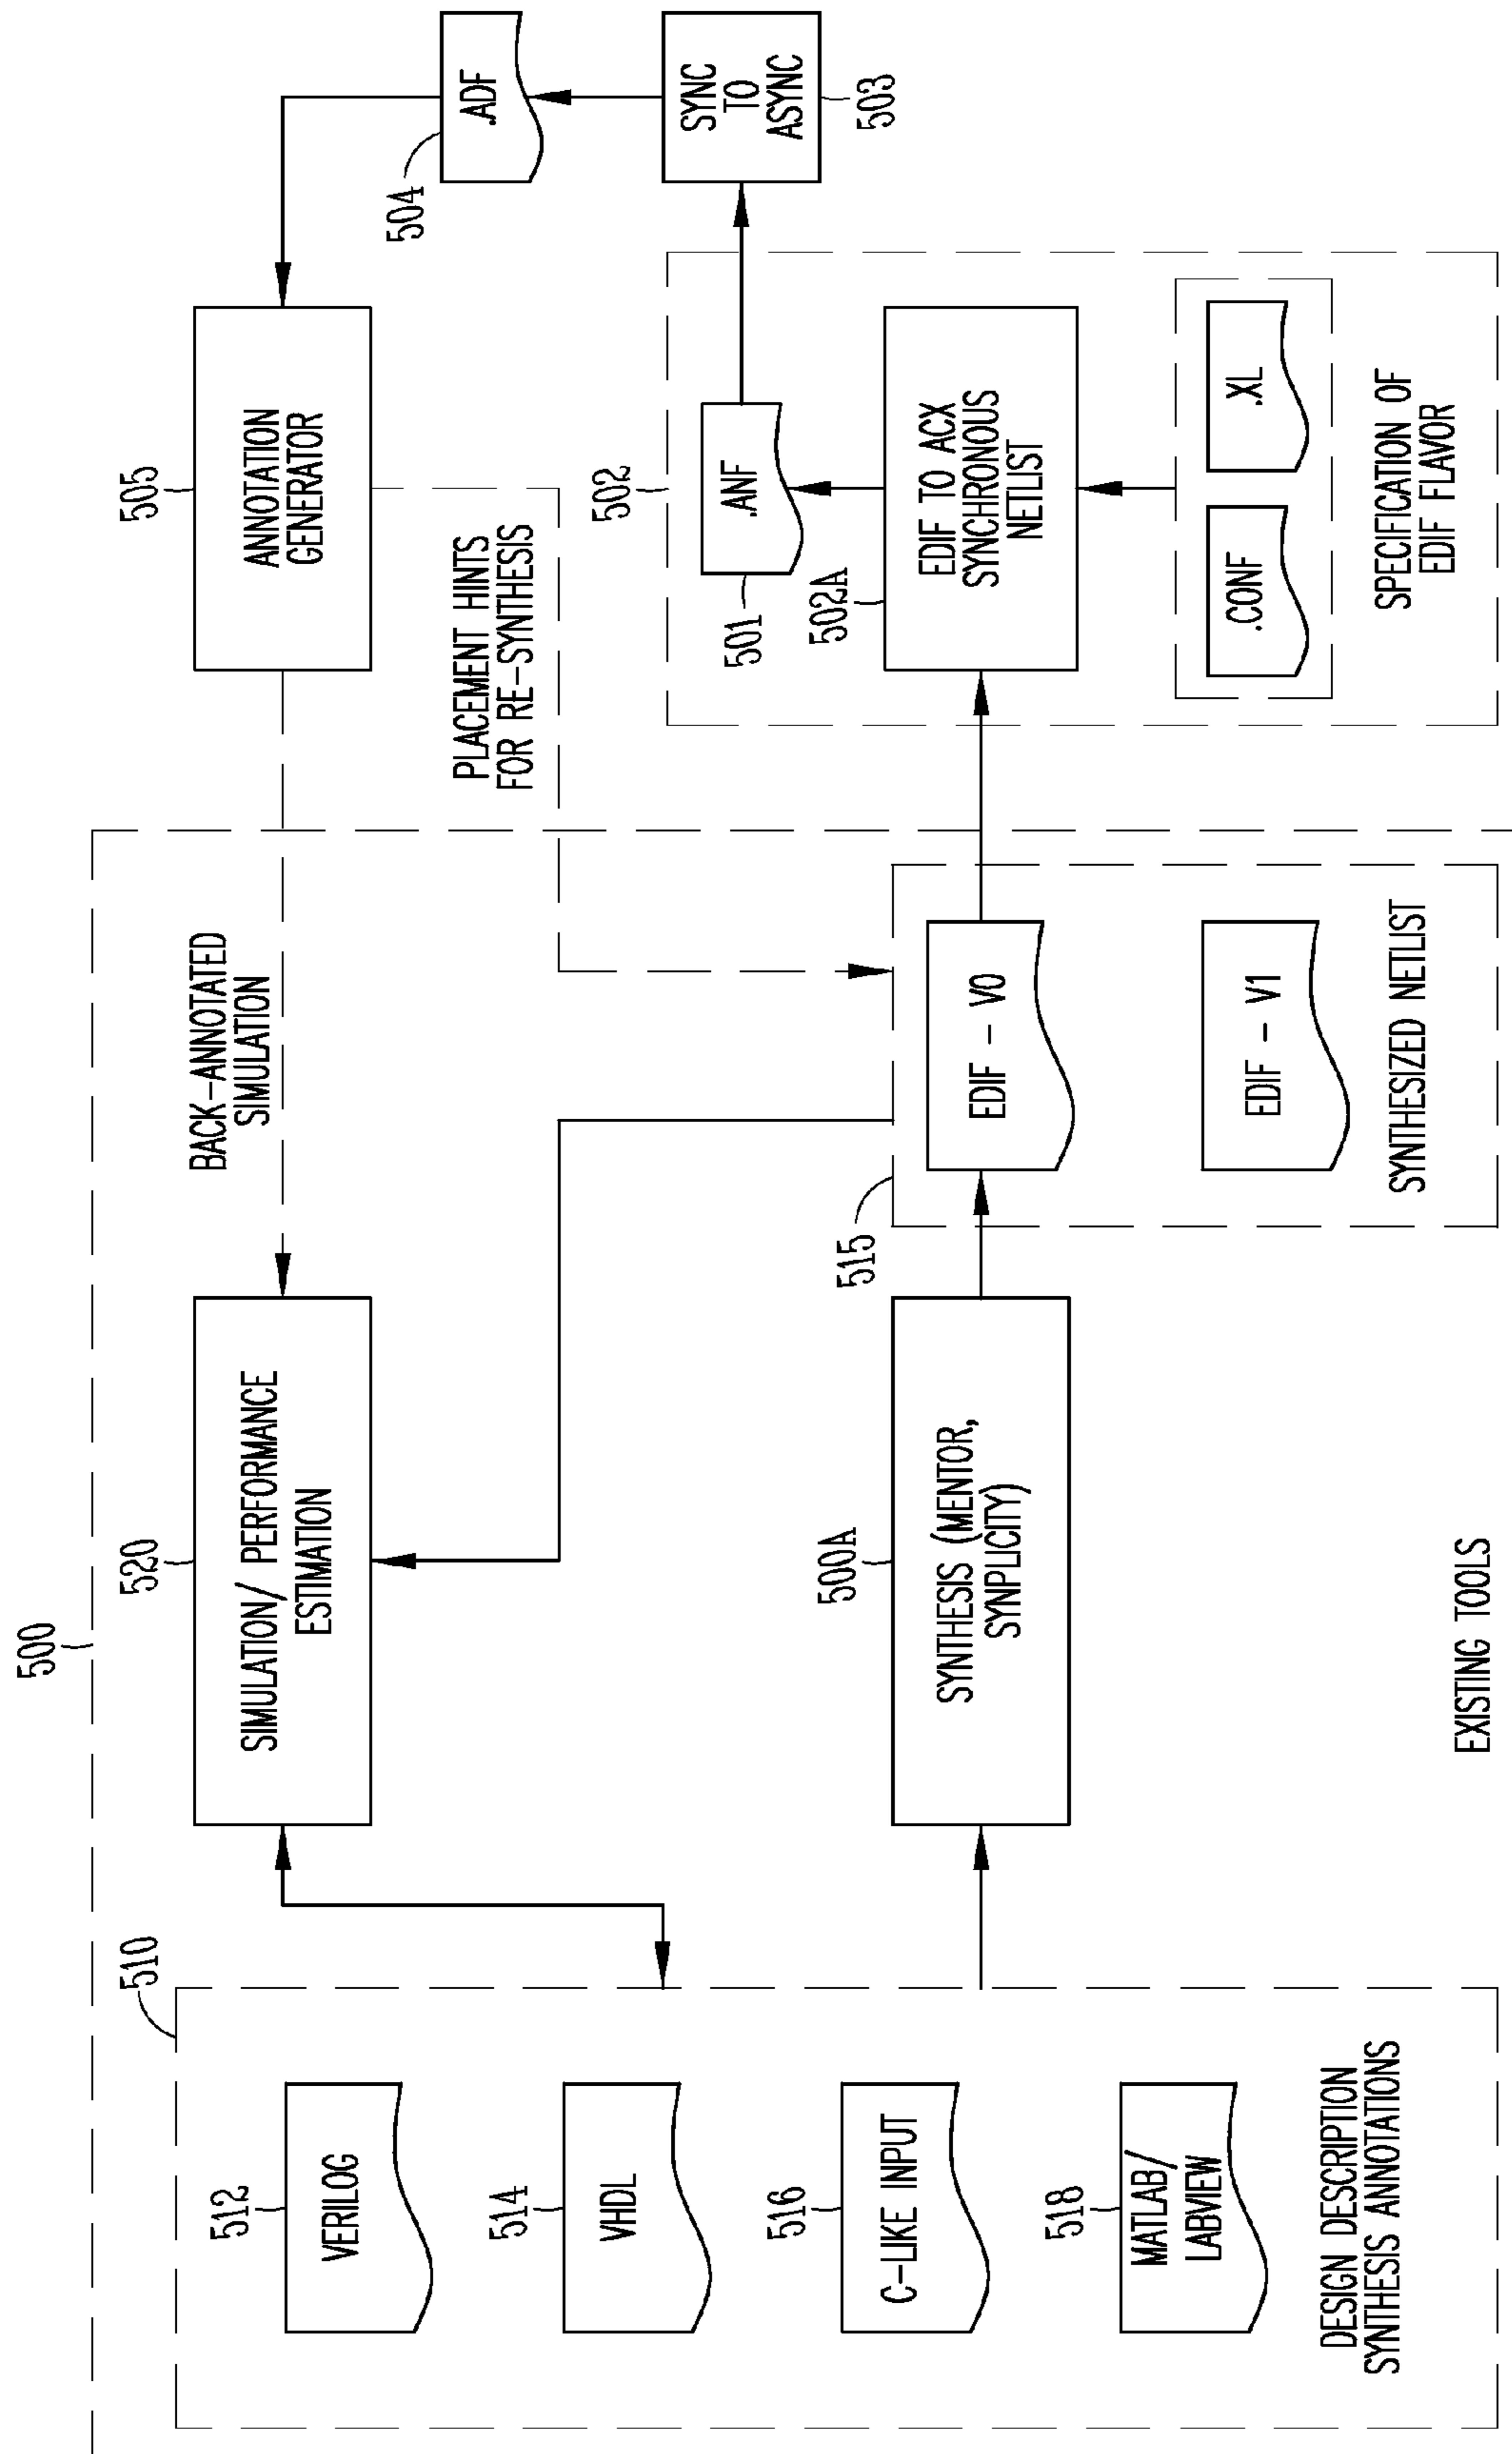 500
510
512
VERILOG
514
VHDL
516
C-LIKE INPUT
518
MATLAB/
LABVIEW
DESIGN DESCRIPTION
SYNTHESIS ANNOTATIONS
520
SIMULATION/ PERFORMANCE
ESTIMATION
500A
SYNTHESIS (MENTOR,
SYNPLICITY)
EXISTING TOOLS
BACK-ANNOTATED
SIMULATION
515
EDIF - V0
EDIF - V1
SYNTHESIZED NETLIST
PLACEMENT HINTS
FOR RE-SYNTHESIS
505
ANNOTATION
GENERATOR
502
501
.ANF
502A
EDIF TO ACX
SYNCHRONOUS
NETLIST
.CONF
.XL
SPECIFICATION OF
EDIF FLAVOR
504
.ADF
SYNC
TO
ASYNC
503